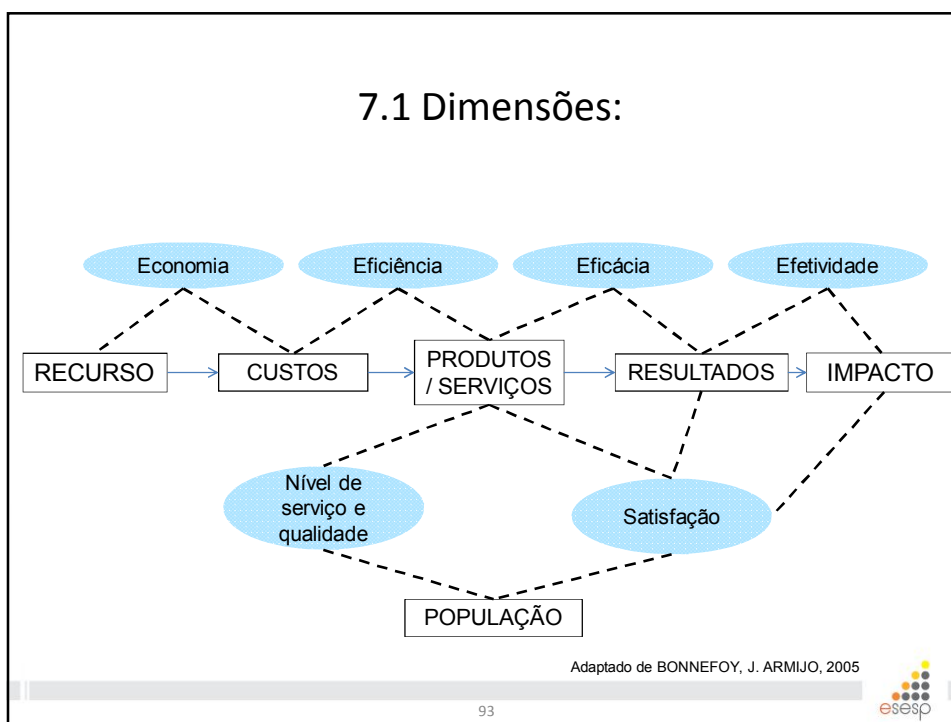 7.1 Dimensões:
Economia
Eficiência
Eficácia
Efetividade
RECURSO
CUSTOS
PRODUTOS
/ SERVIÇOS
RESULTADOS
IMPACTO
Nível de
serviço e
qualidade
Satisfação
POPULAÇÃO
Adaptado de BONNEFOY, J. ARMIJO, 2005
93
esesp